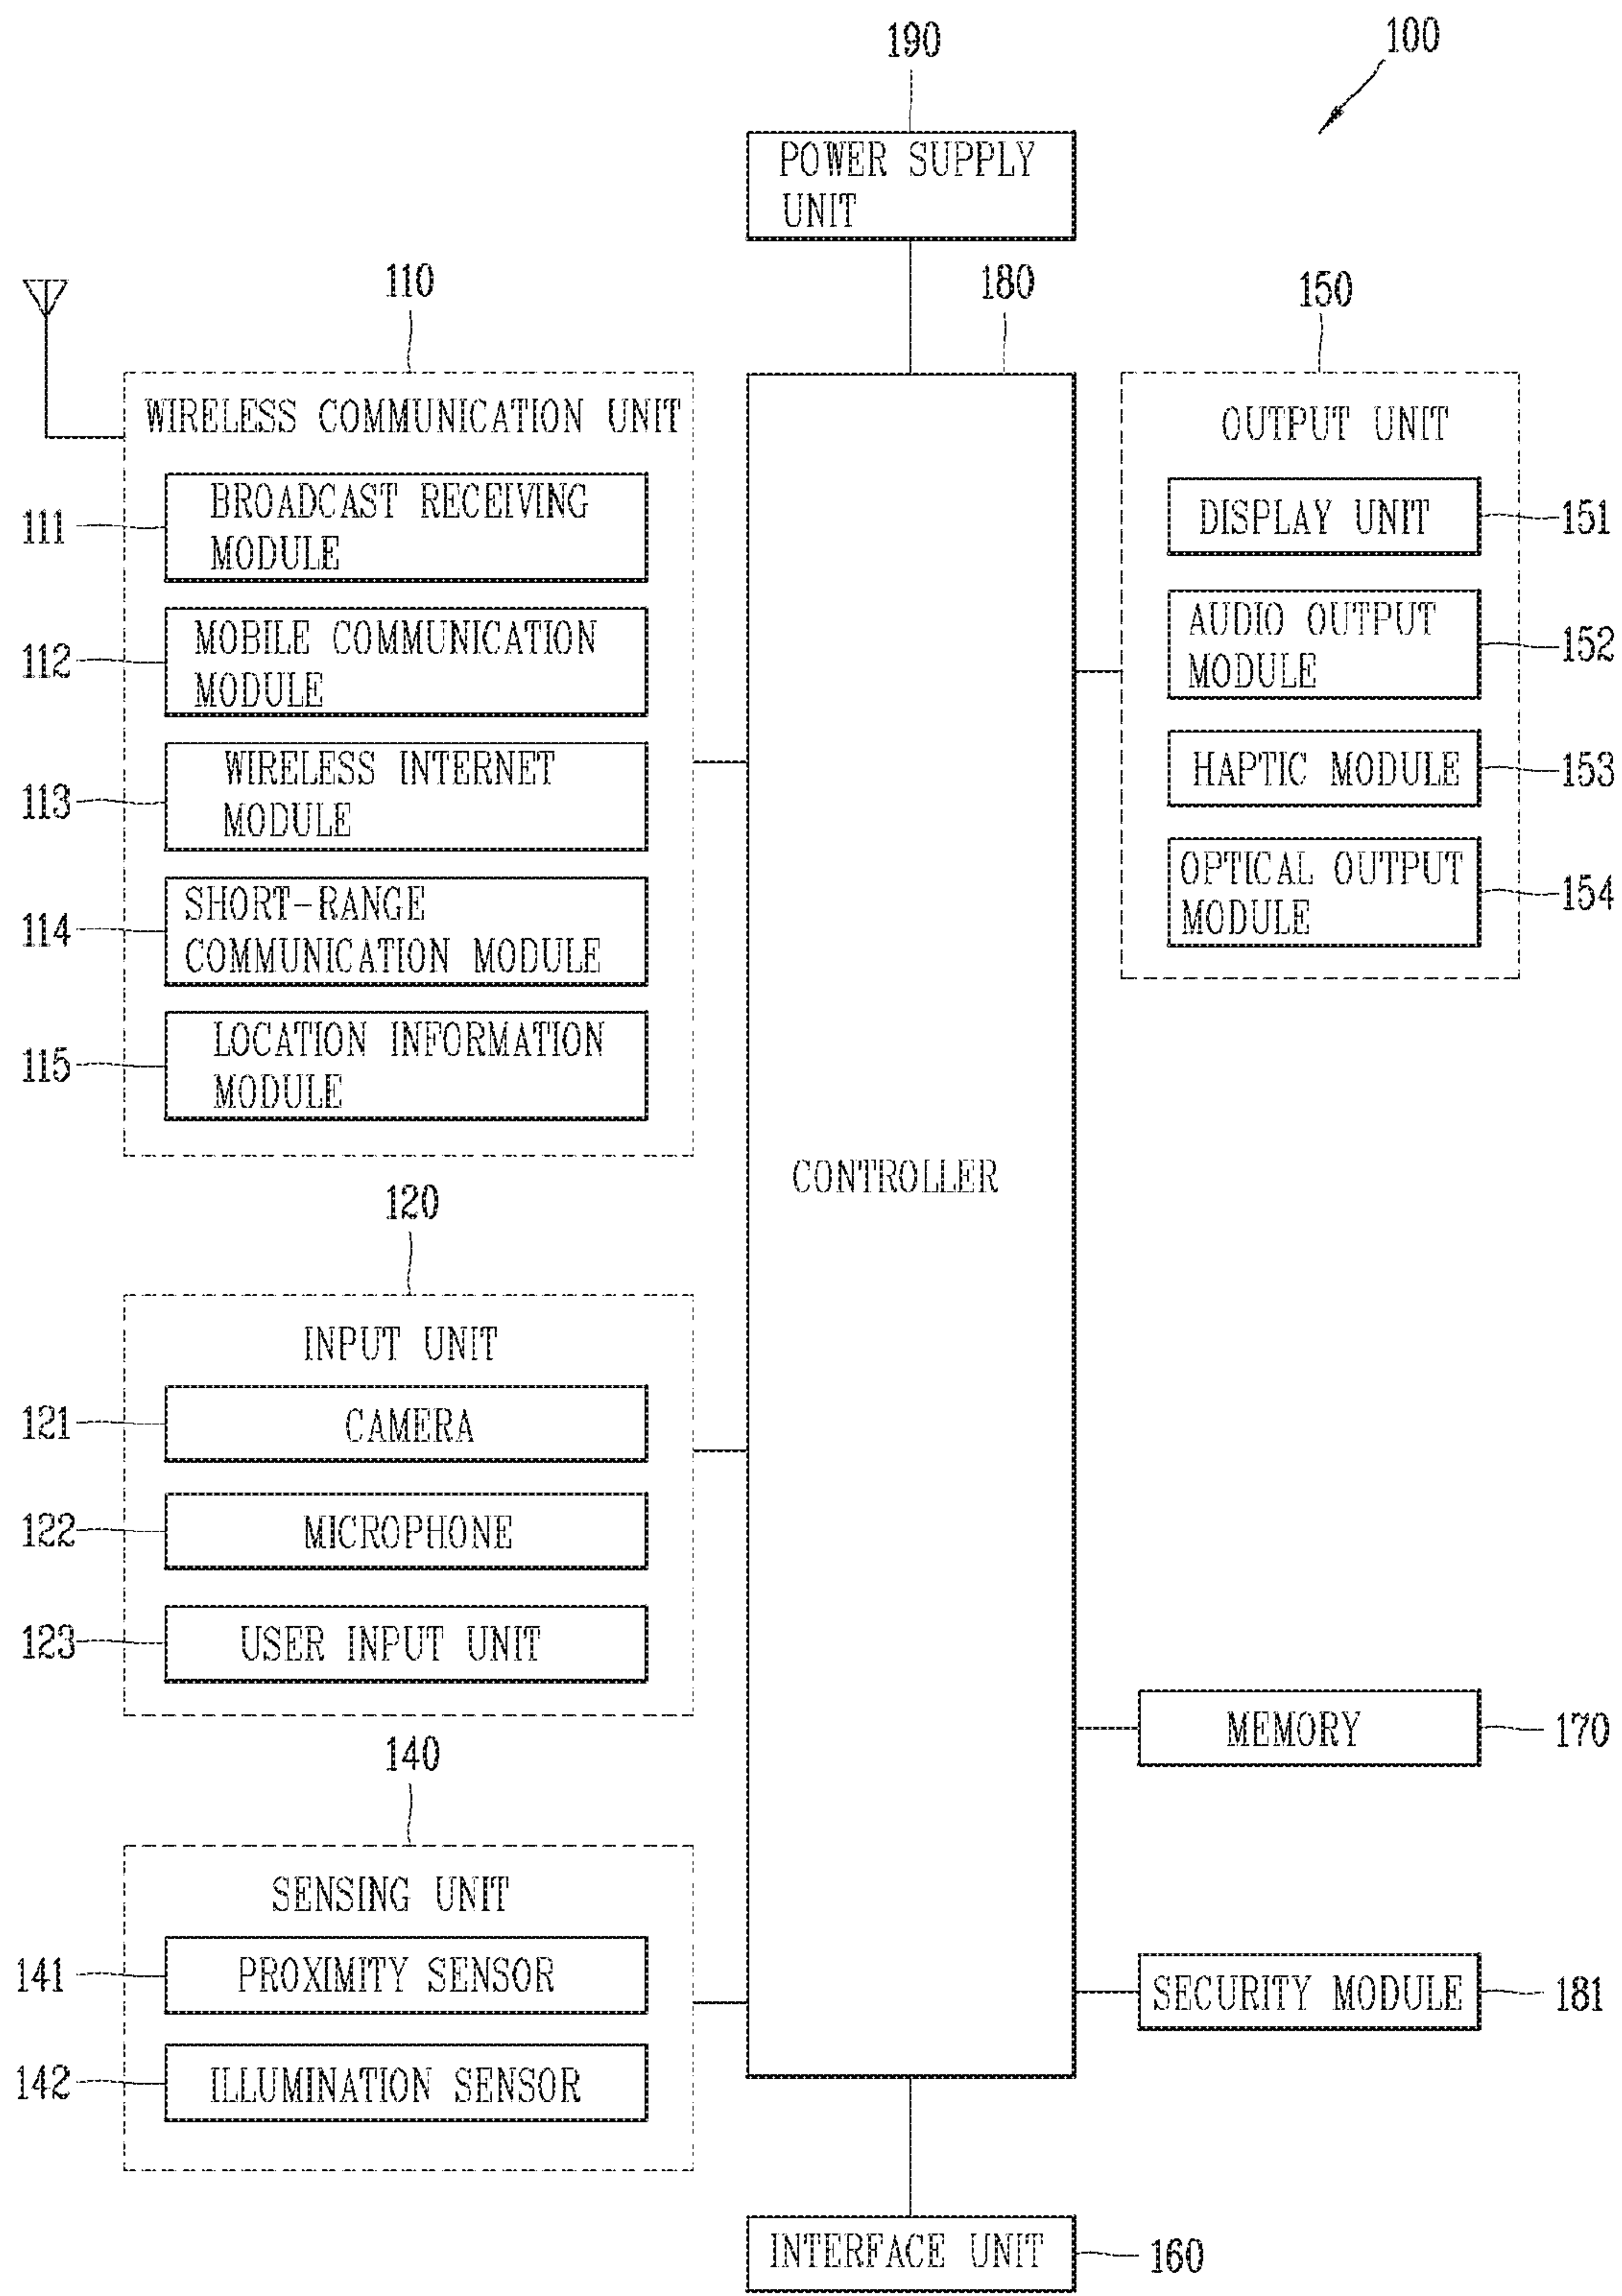 190
100
POWER SUPPLY
UNIT
110
180
150
WIRELESS COMMUNICATION UNIT
111
BROADCAST RECEIVING
MODULE
112
MOBILE COMMUNICATION
MODULE
113
WIRELESS INTERNET
MODULE
114
SHORT-RANGE
COMMUNICATION MODULE
115
LOCATION INFORMATION
MODULE
OUTPUT UNIT
DISPLAY UNIT
151
AUDIO OUTPUT
MODULE
152
HAPTIC MODULE
153
OPTICAL OUTPUT
MODULE
154
CONTROLLER
120
INPUT UNIT
121
CAMERA
122
MICROPHONE
123
USER INPUT UNIT
MEMORY
170
140
SENSING UNIT
141
PROXIMITY SENSOR
142
ILLUMINATION SENSOR
SECURITY MODULE
181
INTERFACE UNIT
160